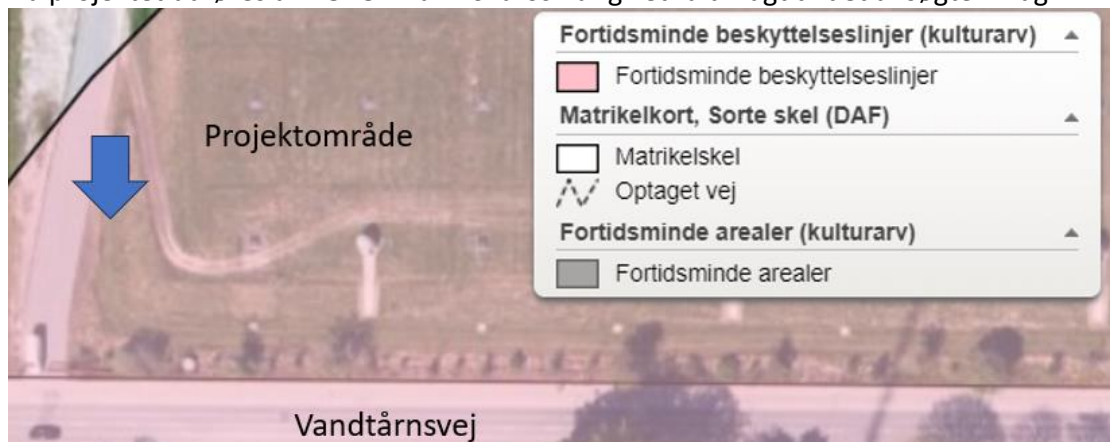 Fortidsminde beskyttelseslinjer (kulturarv)
Fortidsminde beskyttelseslinjer
Matrikelkort, Sorte skel (DAF)
Matrikelskel
Optaget vej
Fortidsminde arealer (kulturarv)
Fortidsminde arealer
Projektområde
Vandtårnsvej